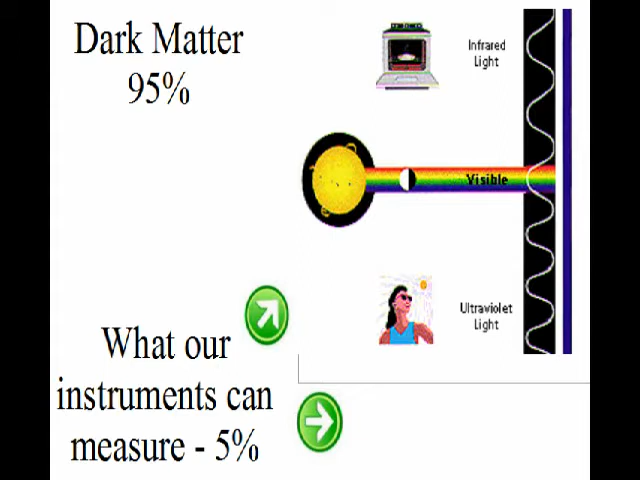 Dark Matter
95%
Infrared
Light
Visible
Ultraviolet
Light
What our
instruments can
measure - 5%